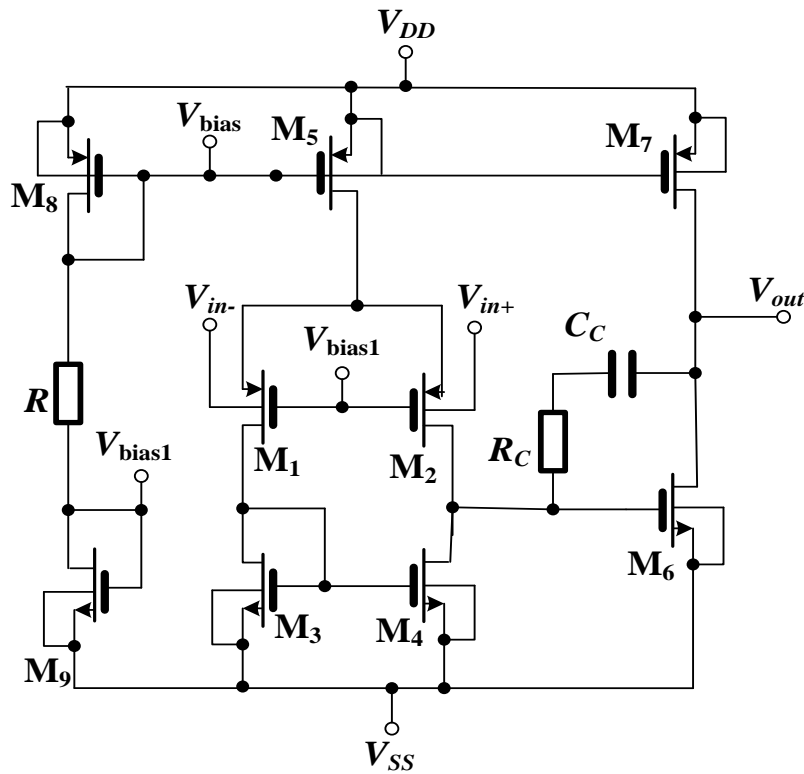 V_DD
V_bias
M_5
M_7
M_8
V_in-
V_in+
V_out
V_bias1
C_C
R
R_C
V_bias1
M_1
M_2
M_6
M_3
M_4
M_9
V_SS